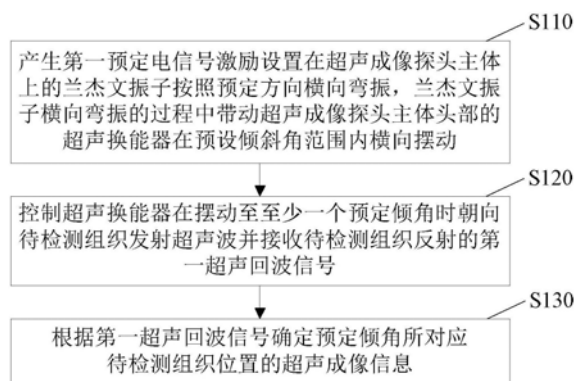 S110
产生第一预定电信号激励设置在超声成像探头主体
上的兰杰文振子按照预定方向横向弯振，兰杰文振
子横向弯振的过程中带动超声成像探头主体头部的
超声换能器在预设倾斜角范围内横向摆动
S120
控制超声换能器在摆动至至少一个预定倾角时朝向
待检测组织发射超声波并接收待检测组织反射的第
一超声回波信号
S130
根据第一超声回波信号确定预定倾角所对应
待检测组织位置的超声成像信息